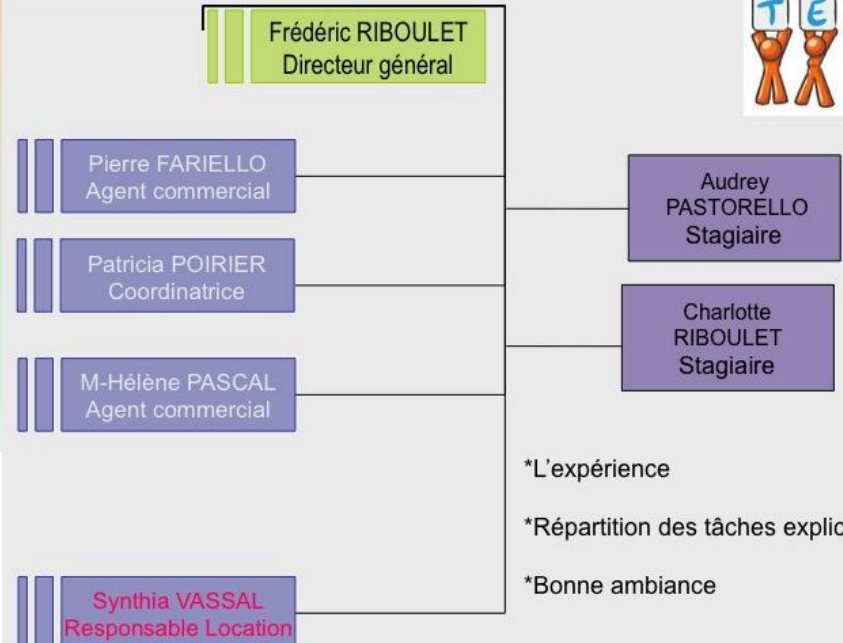 T E
Frédéric RIBOULET
Directeur général
Pierre FARIELLO
Agent commercial
Patricia POIRIER
Coordinatrice
M-Hélène PASCAL
Agent commercial
Synthia VASSAL
Responsable Location
Audrey
PASTORELLO
Stagiaire
Charlotte
RIBOULET
Stagiaire
*L'expérience
*Répartition des tâches
*Bonne ambiance